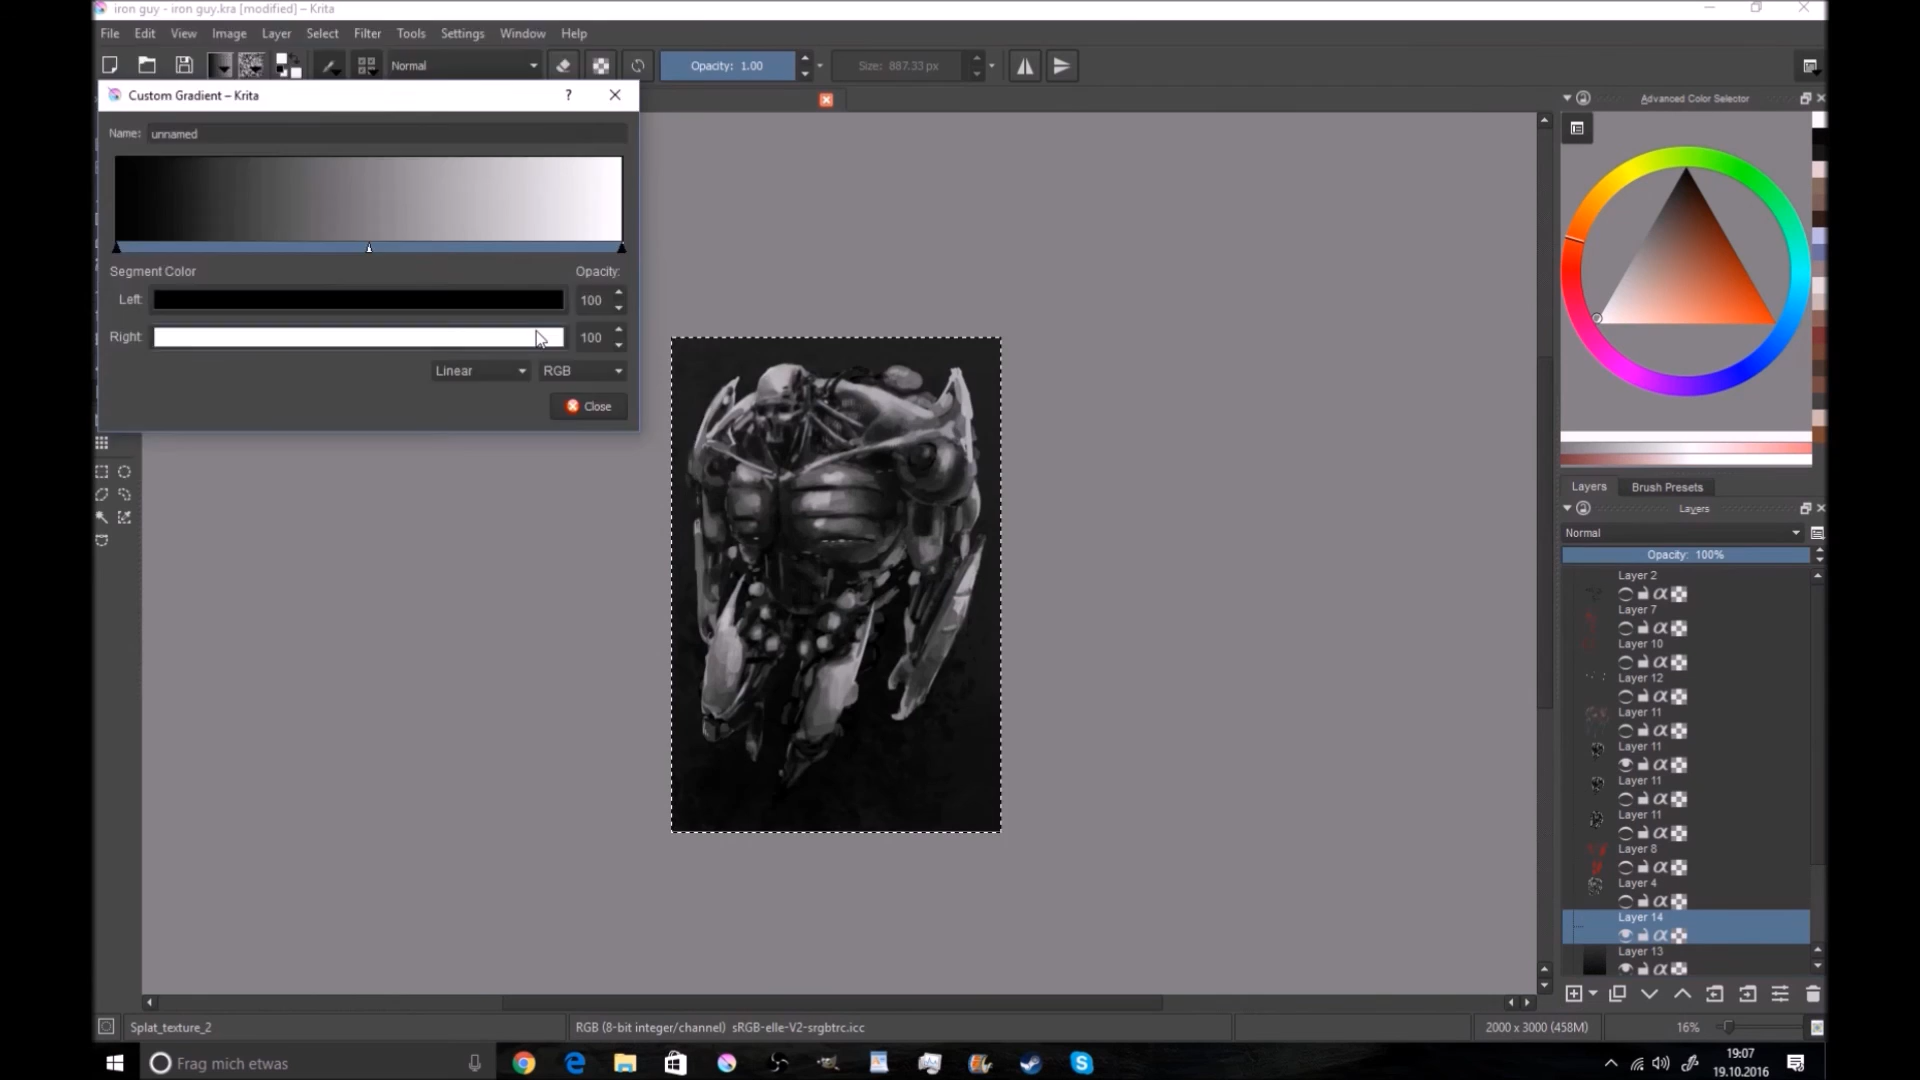 iron guy - iron guy.kra [modified] – Krita
File Edit View Image Layer Select Filter Tools Settings Window Help
Normal Opacity: 1.00 Size: 887.33 px
Custom Gradient – Krita ?
Advanced Color Selector
Name: unnamed
Segment Color Opacity:
Left: 100
Right: 100
Linear RGB
Close
Layers Brush Presets
Layers
Normal
Opacity: 100%
Layer 2
Layer 7
Layer 10
Layer 12
Layer 11
Layer 11
Layer 11
Layer 11
Layer 8
Layer 4
Layer 14
Layer 13
Splat_texture_2 RGB (8-bit integer/channel) sRGB-elle-V2-srgbtrc.icc 2000 x 3000 (458M) 16%
Frag mich etwas 19:07
19.10.2016